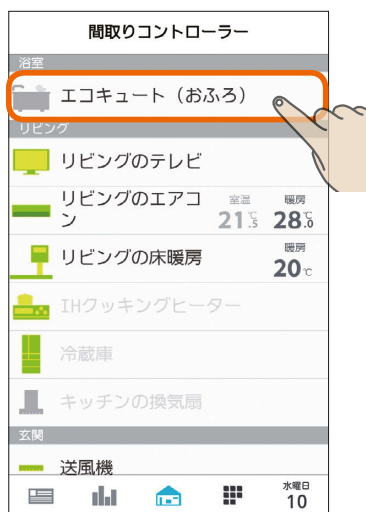 間取りコントローラー
浴室
エコキュート（おふろ）
リビング
リビングのテレビ
リビングのエアコン
室温 21.5℃ 暖房 28.0℃
リビングの床暖房
暖房 20℃
IHクッキングヒーター
冷蔵庫
キッチンの換気扇
玄関
送風機
水曜日
10